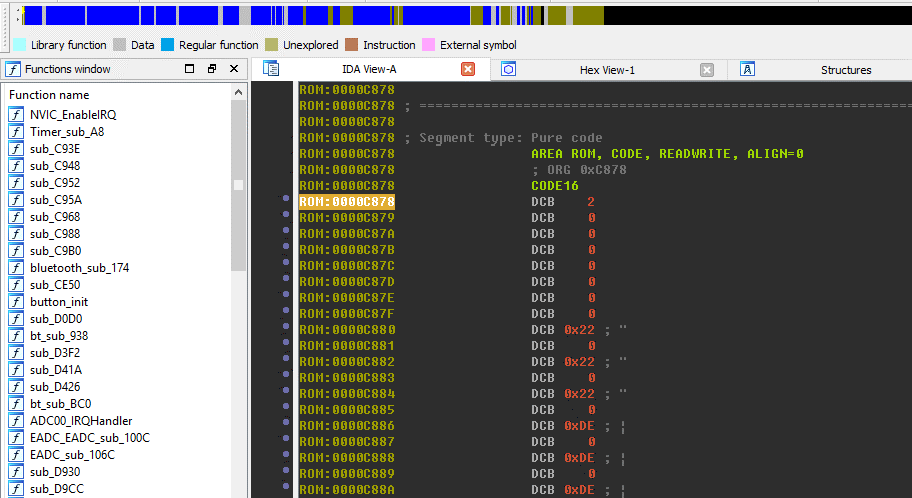 Library function Data Regular function Unexplored Instruction External symbol
Functions window
IDA View-A Hex View-1 Structures
Function name
NVIC_EnableIRQ
Timer_sub_A8
sub_C93E
sub_C948
sub_C952
sub_C95A
sub_C968
sub_C988
sub_C9B0
bluetooth_sub_174
sub_CE50
button_init
sub_D0D0
bt_sub_938
sub_D3F2
sub_D41A
sub_D426
bt_sub_BC0
ADC00_IRQHandler
EADC_EADC_sub_100C
EADC_sub_106C
sub_D930
sub_D9CC
ROM:0000C878
ROM:0000C878 ; ===========================================================
ROM:0000C878
ROM:0000C878 ; Segment type: Pure code
ROM:0000C878 AREA ROM, CODE, READWRITE, ALIGN=0
ROM:0000C878 ; ORG 0xC878
ROM:0000C878 CODE16
ROM:0000C878 DCB 2
ROM:0000C879 DCB 0
ROM:0000C87A DCB 0
ROM:0000C87B DCB 0
ROM:0000C87C DCB 0
ROM:0000C87D DCB 0
ROM:0000C87E DCB 0
ROM:0000C87F DCB 0
ROM:0000C880 DCB 0x22 ; "
ROM:0000C881 DCB 0
ROM:0000C882 DCB 0x22 ; "
ROM:0000C883 DCB 0
ROM:0000C884 DCB 0x22 ; "
ROM:0000C885 DCB 0
ROM:0000C886 DCB 0xDE ; ¦
ROM:0000C887 DCB 0
ROM:0000C888 DCB 0xDE ; ¦
ROM:0000C889 DCB 0
ROM:0000C88A DCB 0xDE ; ¦